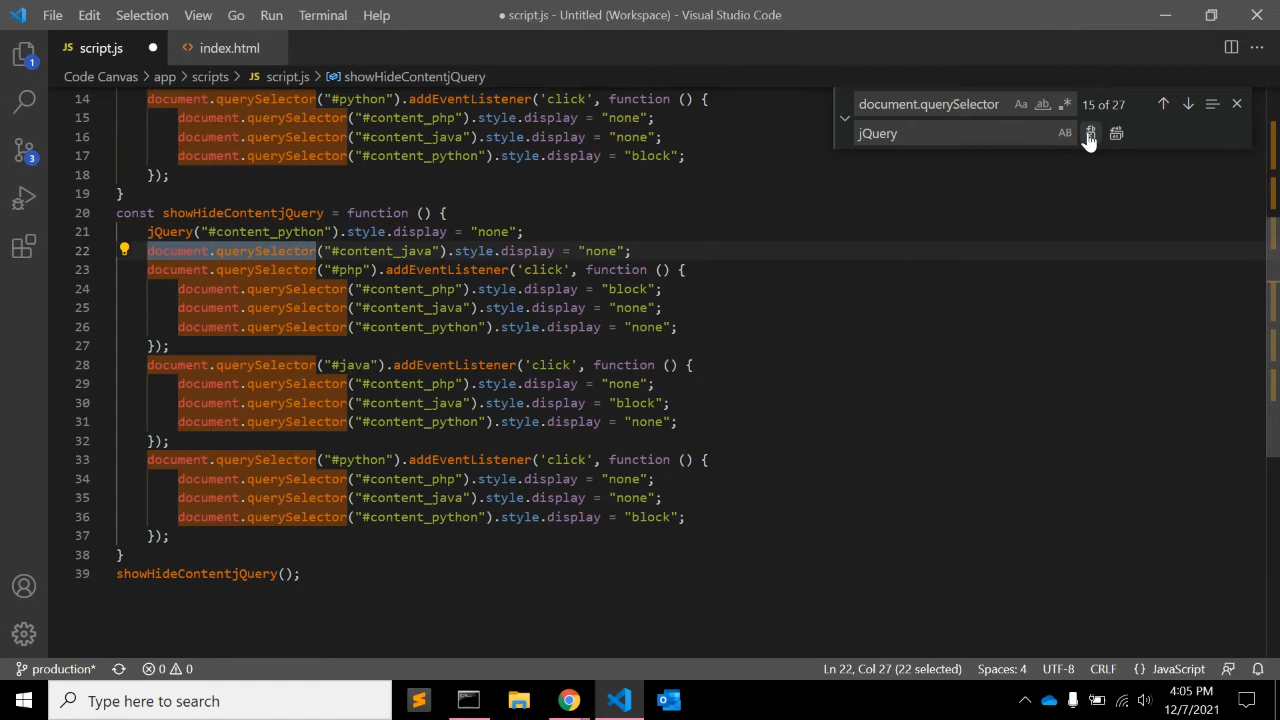 File Edit Selection View Go Run Terminal Help
● script.js - Untitled (Workspace) - Visual Studio Code
JS script.js ●
<> index.html
Code Canvas > app > scripts > JS script.js > showHideContentjQuery
document.querySelector Aa ab .* 15 of 27
jQuery AB
14 document.querySelector("#python").addEventListener('click', function () {
15 document.querySelector("#content_php").style.display = "none";
16 document.querySelector("#content_java").style.display = "none";
17 document.querySelector("#content_python").style.display = "block";
18 });
19 }
20 const showHideContentjQuery = function () {
21 jQuery("#content_python").style.display = "none";
22 document.querySelector("#content_java").style.display = "none";
23 document.querySelector("#php").addEventListener('click', function () {
24 document.querySelector("#content_php").style.display = "block";
25 document.querySelector("#content_java").style.display = "none";
26 document.querySelector("#content_python").style.display = "none";
27 });
28 document.querySelector("#java").addEventListener('click', function () {
29 document.querySelector("#content_php").style.display = "none";
30 document.querySelector("#content_java").style.display = "block";
31 document.querySelector("#content_python").style.display = "none";
32 });
33 document.querySelector("#python").addEventListener('click', function () {
34 document.querySelector("#content_php").style.display = "none";
35 document.querySelector("#content_java").style.display = "none";
36 document.querySelector("#content_python").style.display = "block";
37 });
38 }
39 showHideContentjQuery();
1
3
production* 0 0
Ln 22, Col 27 (22 selected) Spaces: 4 UTF-8 CRLF {} JavaScript
Type here to search
4:05 PM
12/7/2021